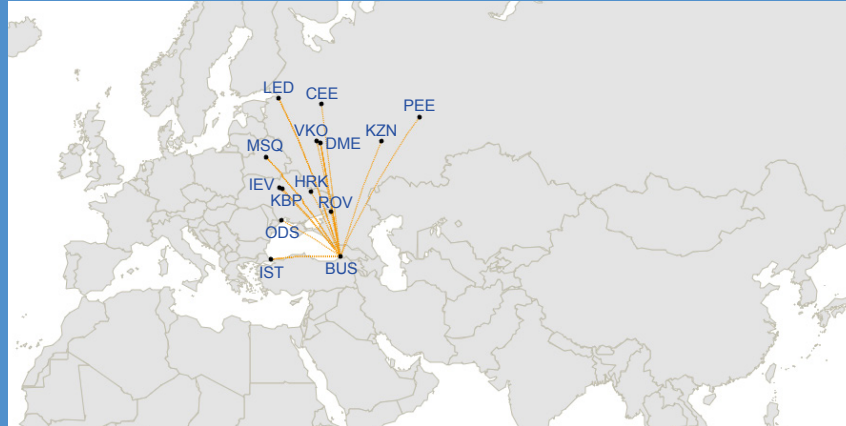 LED
CEE
PEE
VKO
DME
KZN
MSQ
IEV
HRK
KBP
ROV
ODS
IST
BUS